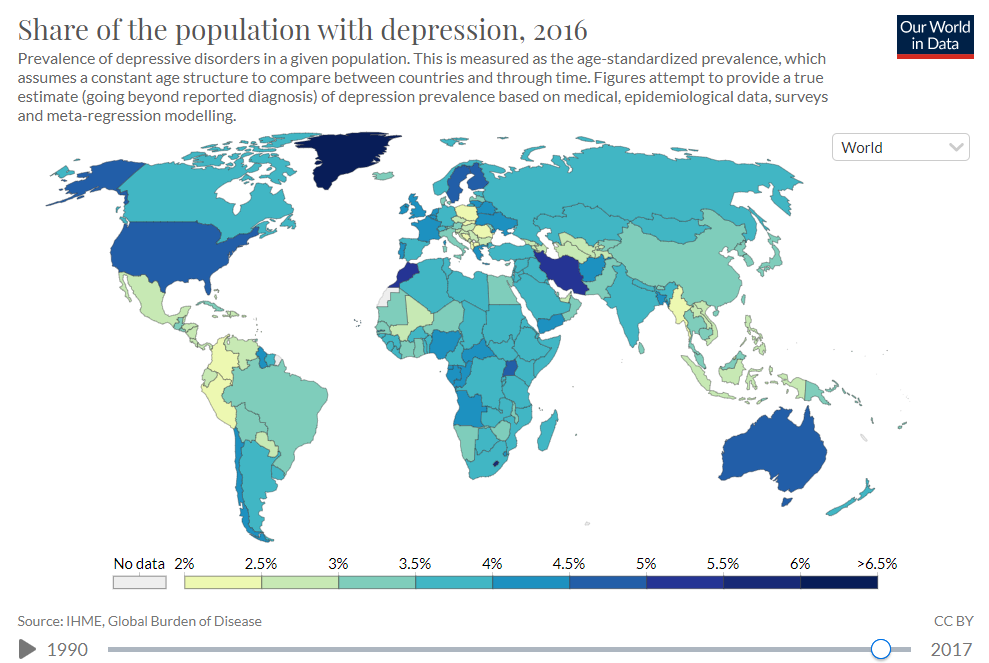 Share of the population with depression, 2016
Our World
in Data
Prevalence of depressive disorders in a given population. This is measured as the age-standardized prevalence, which
assumes a constant age structure to compare between countries and through time. Figures attempt to provide a true
estimate (going beyond reported diagnosis) of depression prevalence based on medical, epidemiological data, surveys
and meta-regression modelling.
World
No data 2% 2.5% 3% 3.5% 4% 4.5% 5% 5.5% 6% >6.5%
Source: IHME, Global Burden of Disease
CC BY
1990
2017